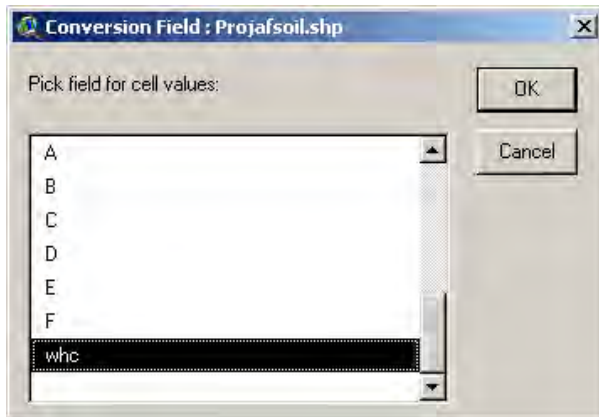 Conversion Field : Projafsoil.shp
Pick field for cell values:
OK
Cancel
A
B
C
D
E
F
whc